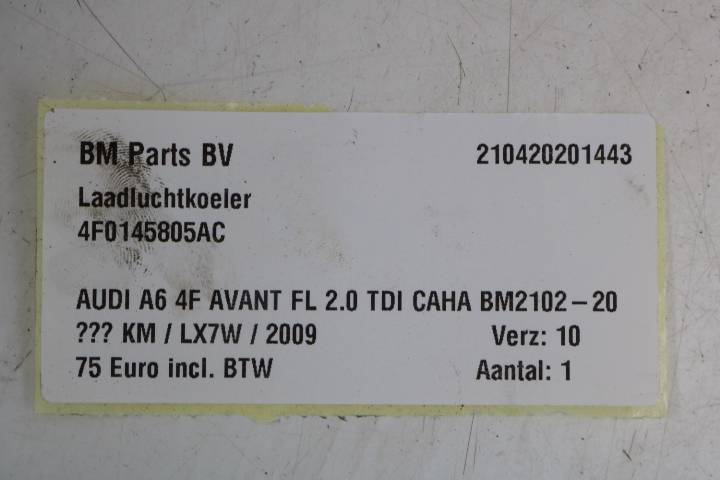 BM Parts BV 210420201443
Laadluchtkoeler
4F0145805AC
AUDI A6 4F AVANT FL 2.0 TDI CAHA BM2102-20
??? KM / LX7W / 2009 Verz: 10
75 Euro incl. BTW Aantal: 1